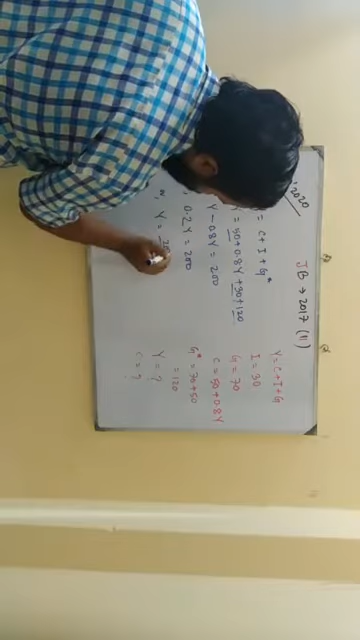 JB → 2017 (11)
2020
= C + I + G*
= 50 + 0.8Y + 30 + 120
Y - 0.8Y = 200
0.2Y = 200
Y =
Y = C + I + G
I = 30
G = 70
C = 50 + 0.8Y
G* = 70 + 50
= 120
Y = ?
C = ?